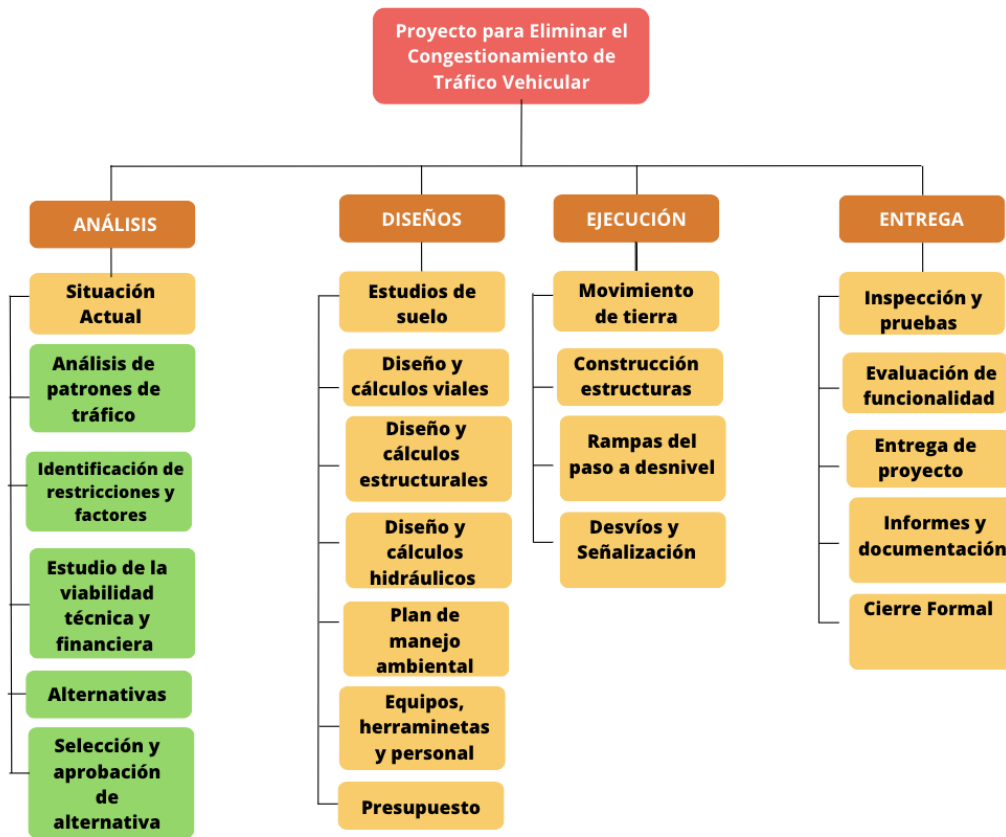 Proyecto para Eliminar el
Congestionamiento de
Tráfico Vehicular
ANÁLISIS
Situación
Actual
Análisis de
patrones de
tráfico
Identificación de
restricciones y
factores
Estudio de la
viabilidad
técnica y
financiera
Alternativas
Selección y
aprobación
de
alternativa
DISEÑOS
Estudios de
suelo
Diseño y
cálculos viales
Diseño y
cálculos
estructurales
Diseño y
cálculos
hidráulicos
Plan de
manejo
ambiental
Equipos,
herraminetas
y personal
Presupuesto
EJECUCIÓN
Movimiento
de tierra
Construcción
estructuras
Rampas del
paso a desnivel
Desvíos y
Señalización
ENTREGA
Inspección y
pruebas
Evaluación de
funcionalidad
Entrega de
proyecto
Informes y
documentación
Cierre Formal